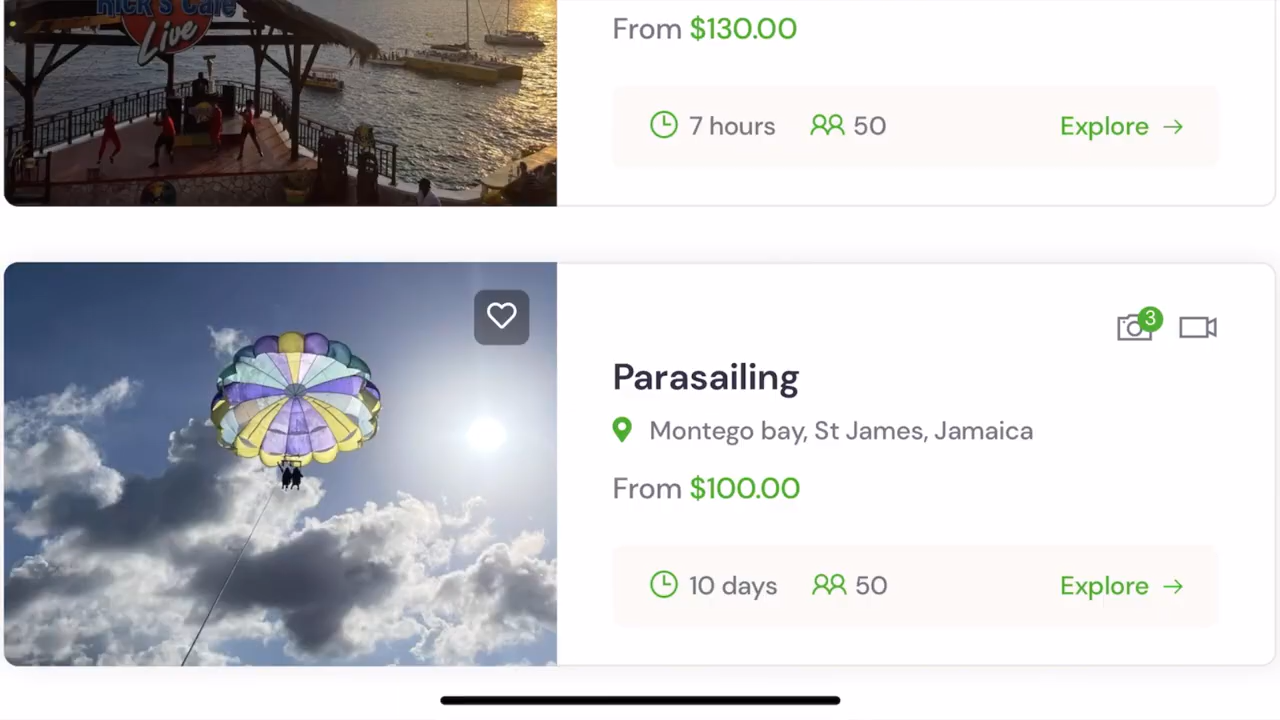 Rick's Cafe
Live
From $130.00
7 hours
50
Explore →
3
Parasailing
Montego bay, St James, Jamaica
From $100.00
10 days
50
Explore →